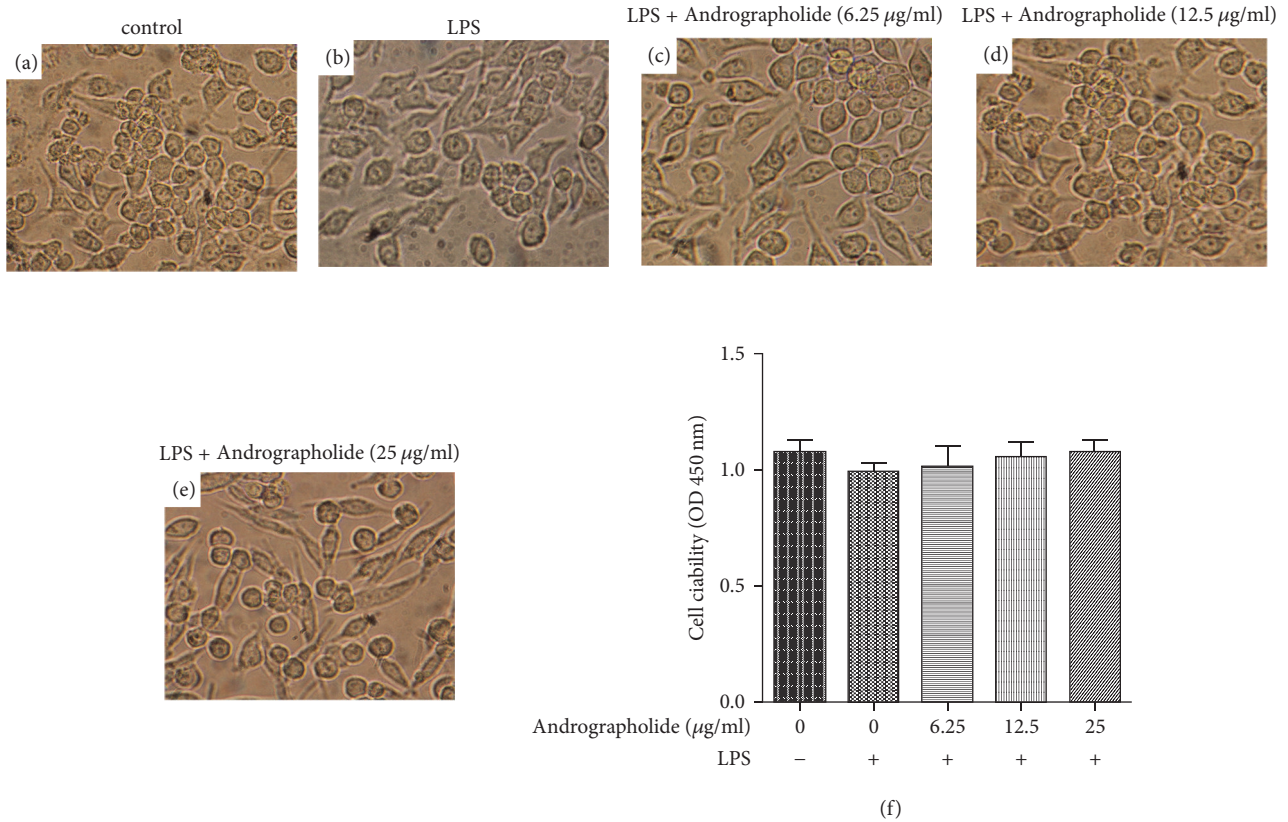 control
LPS
LPS + Andrographolide (6.25 μg/ml)
LPS + Andrographolide (12.5 μg/ml)
(a)
(b)
(c)
(d)
LPS + Andrographolide (25 μg/ml)
(e)
1.5
1.0
0.5
0.0
Cell ciability (OD 450 nm)
Andrographolide (μg/ml) 0 0 6.25 12.5 25
LPS − + + + +
(f)